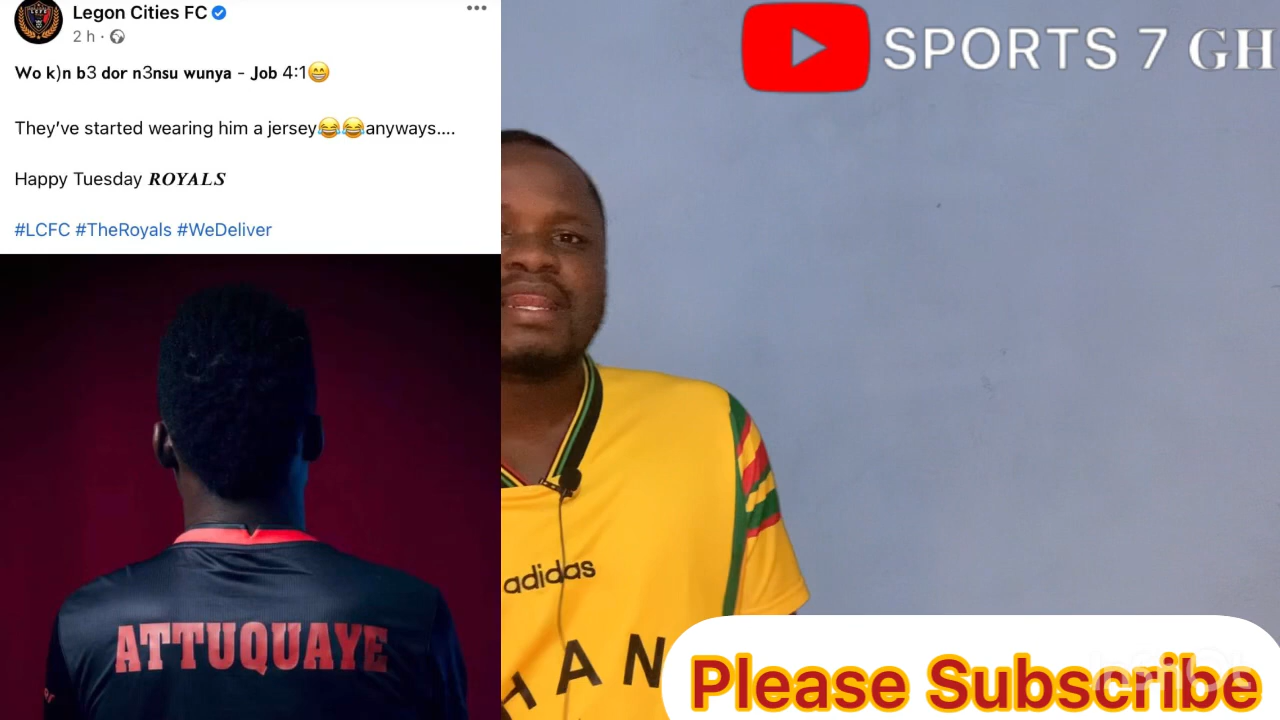 Legon Cities FC
2 h ·
Wo k)n b3 dor n3nsu wunya - Job 4:1😁
They've started wearing him a jersey😂😂anyways....
Happy Tuesday ROYALS
#LCFC #TheRoyals #WeDeliver
ATTUQUAYE
SPORTS 7 GH
adidas
HAN
Please Subscribe